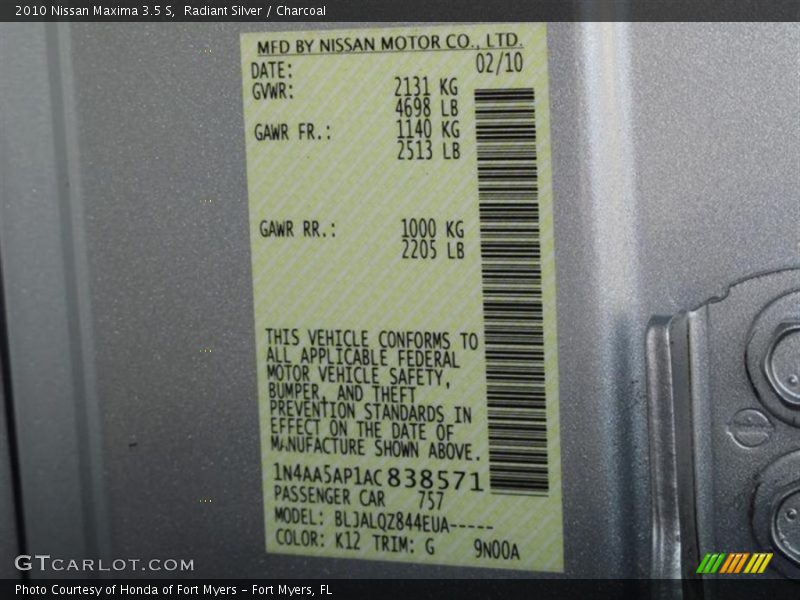 2010 Nissan Maxima 3.5 S,  Radiant Silver / Charcoal
MFD BY NISSAN MOTOR CO., LTD.
DATE: 02/10
GVWR: 2131 KG
4698 LB
GAWR FR.: 1140 KG
2513 LB
GAWR RR.: 1000 KG
2205 LB
THIS VEHICLE CONFORMS TO
ALL APPLICABLE FEDERAL
MOTOR VEHICLE SAFETY,
BUMPER, AND THEFT
PREVENTION STANDARDS IN
EFFECT ON THE DATE OF
MANUFACTURE SHOWN ABOVE.
1N4AA5AP1AC838571
PASSENGER CAR 757
MODEL: BLJALQZ844EUA-----
COLOR: K12 TRIM: G 9N00A
GTCARLOT.COM
Photo Courtesy of Honda of Fort Myers – Fort Myers, FL